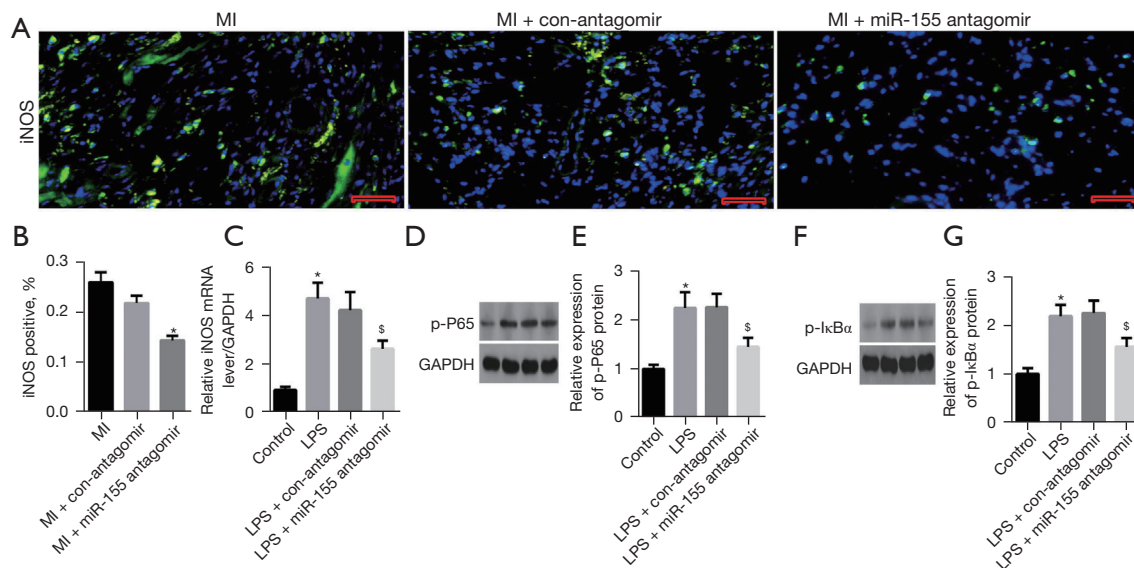 A
MI
MI + con-antagomir
MI + miR-155 antagomir
iNOS
B
iNOS positive, %
0.3
0.2
0.1
0.0
*
MI
MI + con-antagomir
MI + miR-155 antagomir
C
Relative iNOS mRNA
lever/GAPDH
6
4
2
0
*
$
Control
LPS
LPS + con-antagomir
LPS + miR-155 antagomir
D
p-P65
GAPDH
E
Relative expression
of p-P65 protein
3
2
1
0
*
$
Control
LPS
LPS + con-antagomir
LPS + miR-155 antagomir
F
p-IκBα
GAPDH
G
Relative expression
of p-IκBα protein
3
2
1
0
*
$
Control
LPS
LPS + con-antagomir
LPS + miR-155 antagomir